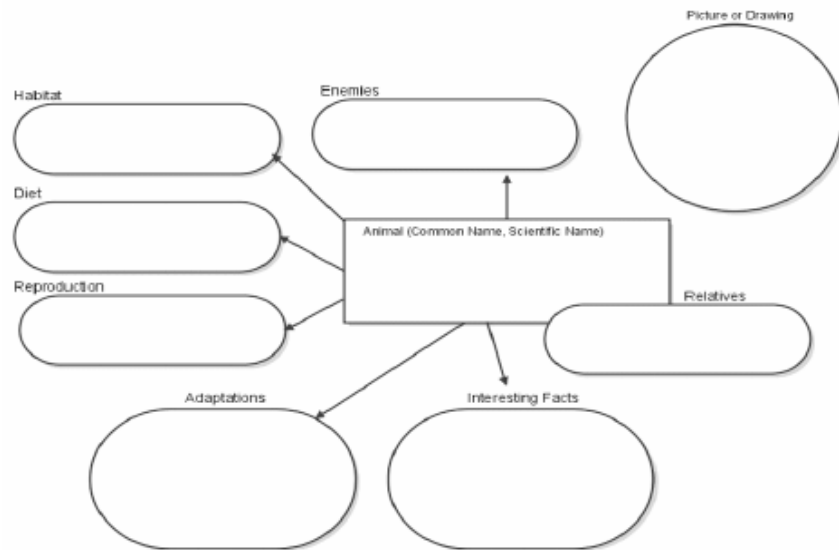 Picture or Drawing
Habitat
Enemies
Diet
Animal (Common Name, Scientific Name)
Reproduction
Relatives
Adaptations
Interesting Facts